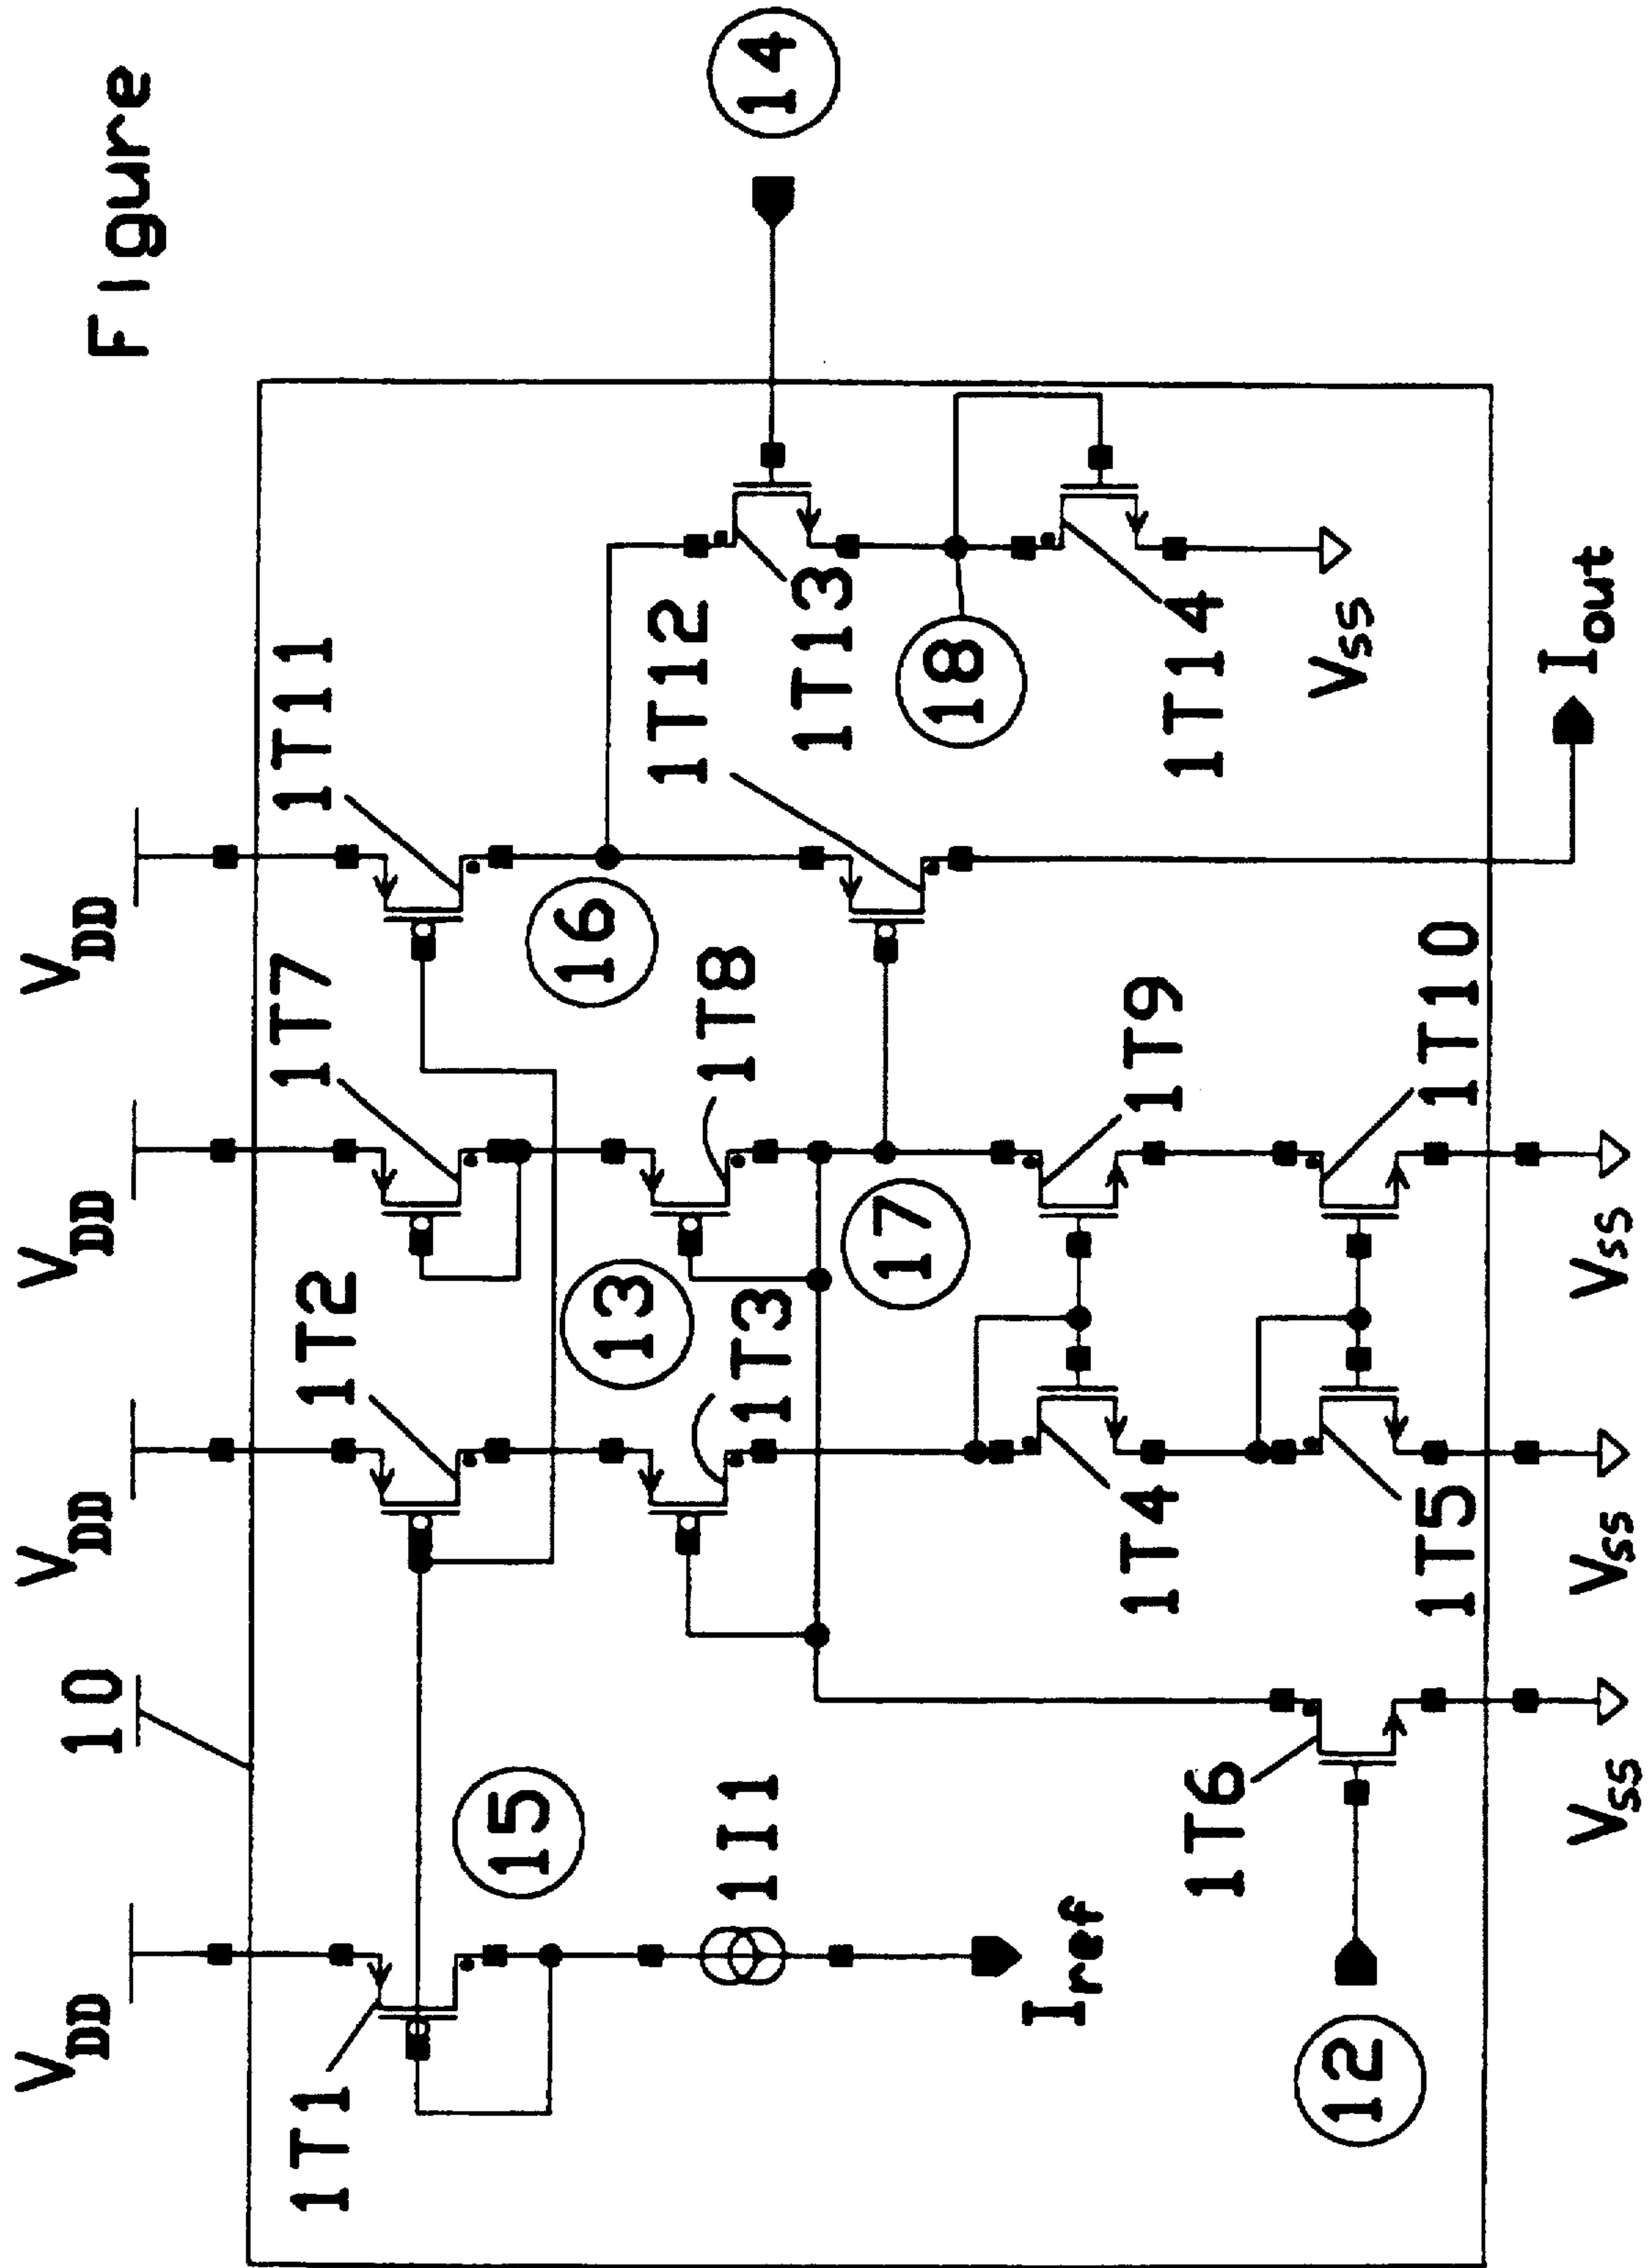 Figure
14
10
VDD
VDD
VDD
VDD
1T1
1T2
1T7
1T11
15
13
16
1T3
1T8
1T12
1I1
17
1T13
Iref
18
1T4
1T9
1T6
1T14
12
1T5
1T10
Vss
Vss
Vss
Vss
Iout